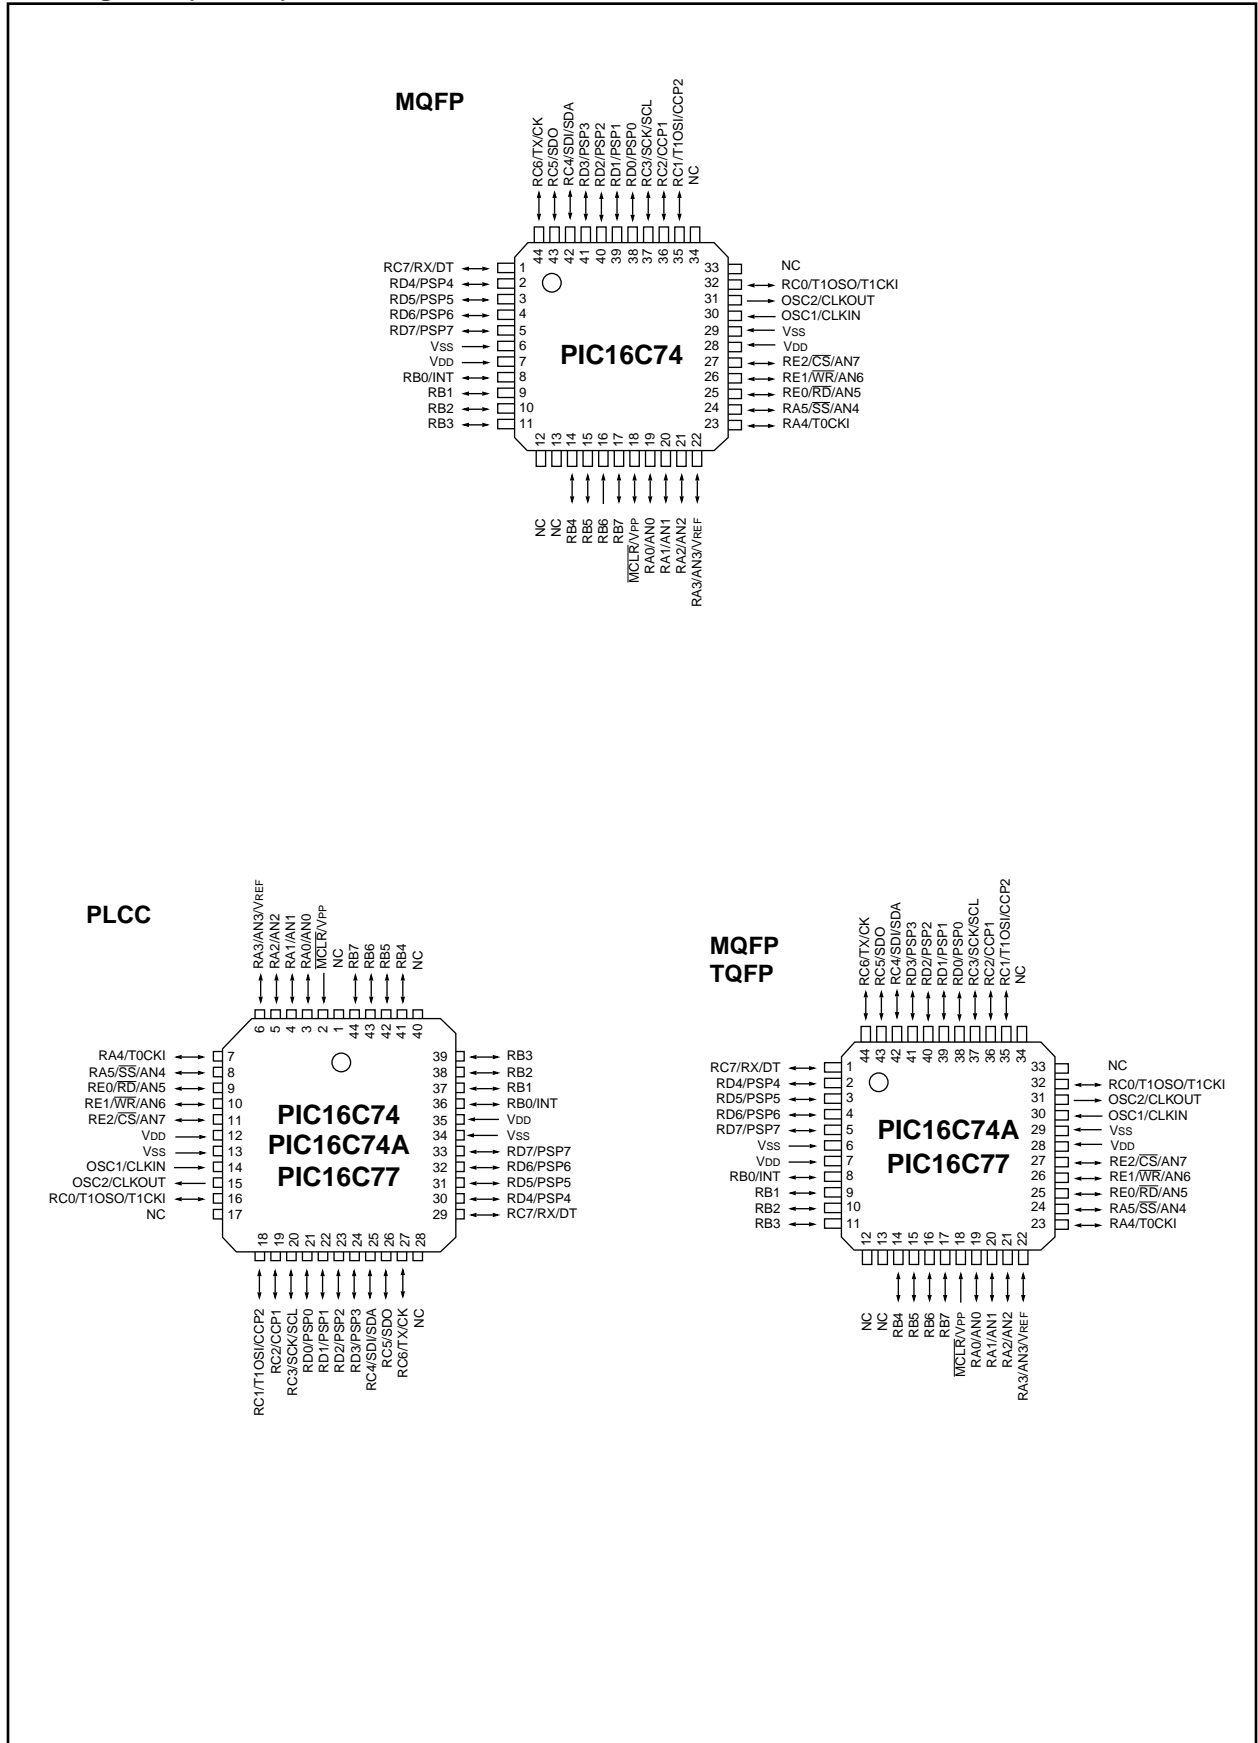 MQFP
RC6/TX/CK
RC5/SDO
RC4/SDI/SDA
RD3/PSP3
RD2/PSP2
RD1/PSP1
RD0/PSP0
RC3/SCK/SCL
RC2/CCP1
RC1/T1OSI/CCP2
NC
44 43 42 41 40 39 38 37 36 35 34
RC7/RX/DT 1
RD4/PSP4 2
RD5/PSP5 3
RD6/PSP6 4
RD7/PSP7 5
VSS 6
VDD 7
RB0/INT 8
RB1 9
RB2 10
RB3 11
PIC16C74
33 NC
32 RC0/T1OSO/T1CKI
31 OSC2/CLKOUT
30 OSC1/CLKIN
29 VSS
28 VDD
27 RE2/CS/AN7
26 RE1/WR/AN6
25 RE0/RD/AN5
24 RA5/SS/AN4
23 RA4/T0CKI
12 13 14 15 16 17 18 19 20 21 22
NC
NC
RB4
RB5
RB6
RB7
MCLR/VPP
RA0/AN0
RA1/AN1
RA2/AN2
RA3/AN3/VREF
PLCC
RA3/AN3/VREF
RA2/AN2
RA1/AN1
RA0/AN0
MCLR/VPP
NC
RB7
RB6
RB5
RB4
NC
6 5 4 3 2 1 44 43 42 41 40
RA4/T0CKI 7
RA5/SS/AN4 8
RE0/RD/AN5 9
RE1/WR/AN6 10
RE2/CS/AN7 11
VDD 12
VSS 13
OSC1/CLKIN 14
OSC2/CLKOUT 15
RC0/T1OSO/T1CKI 16
NC 17
PIC16C74
PIC16C74A
PIC16C77
39 RB3
38 RB2
37 RB1
36 RB0/INT
35 VDD
34 VSS
33 RD7/PSP7
32 RD6/PSP6
31 RD5/PSP5
30 RD4/PSP4
29 RC7/RX/DT
18 19 20 21 22 23 24 25 26 27 28
RC1/T1OSI/CCP2
RC2/CCP1
RC3/SCK/SCL
RD0/PSP0
RD1/PSP1
RD2/PSP2
RD3/PSP3
RC4/SDI/SDA
RC5/SDO
RC6/TX/CK
NC
MQFP
TQFP
RC6/TX/CK
RC5/SDO
RC4/SDI/SDA
RD3/PSP3
RD2/PSP2
RD1/PSP1
RD0/PSP0
RC3/SCK/SCL
RC2/CCP1
RC1/T1OSI/CCP2
NC
44 43 42 41 40 39 38 37 36 35 34
RC7/RX/DT 1
RD4/PSP4 2
RD5/PSP5 3
RD6/PSP6 4
RD7/PSP7 5
VSS 6
VDD 7
RB0/INT 8
RB1 9
RB2 10
RB3 11
PIC16C74A
PIC16C77
33 NC
32 RC0/T1OSO/T1CKI
31 OSC2/CLKOUT
30 OSC1/CLKIN
29 VSS
28 VDD
27 RE2/CS/AN7
26 RE1/WR/AN6
25 RE0/RD/AN5
24 RA5/SS/AN4
23 RA4/T0CKI
12 13 14 15 16 17 18 19 20 21 22
NC
NC
RB4
RB5
RB6
RB7
MCLR/VPP
RA0/AN0
RA1/AN1
RA2/AN2
RA3/AN3/VREF